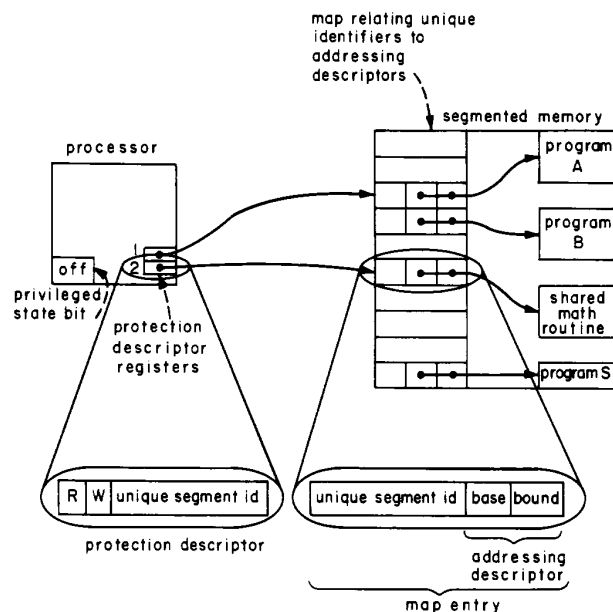 map relating unique
identifiers to
addressing
descriptors
segmented memory
processor
program
A
1
2
program
B
off
privileged
state bit
protection
descriptor
registers
shared
math
routine
program S
R W unique segment id
unique segment id base bound
protection descriptor
addressing
descriptor
map entry